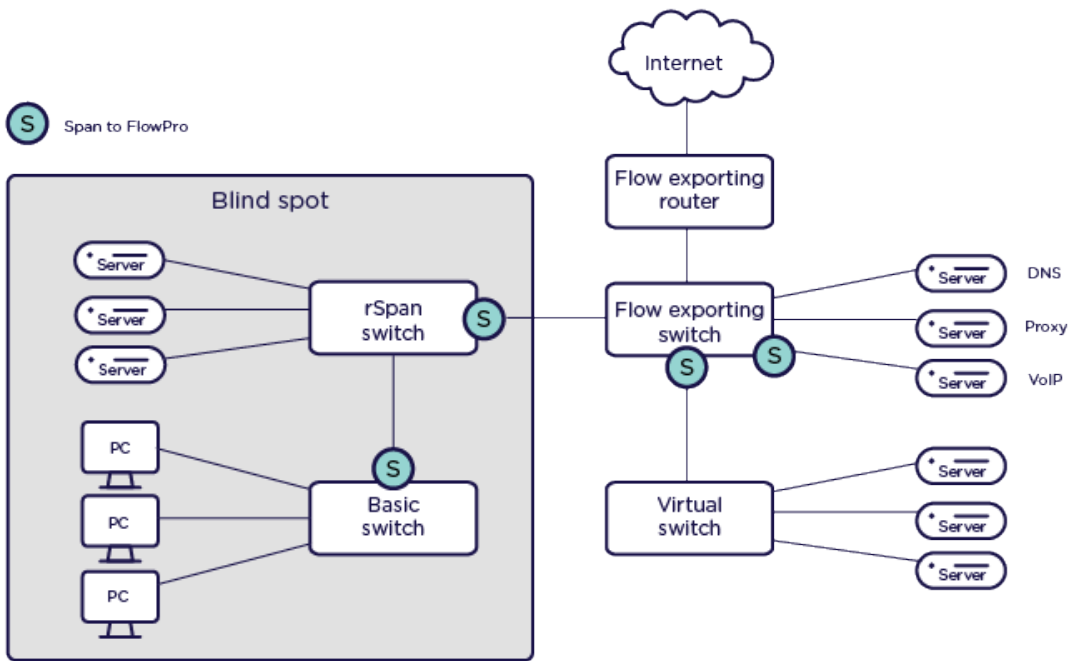 Internet
S
Span to FlowPro
Flow exporting
router
Blind spot
Server
Server
Server
rSpan
switch
S
Flow exporting
switch
S
S
Server
DNS
Server
Proxy
Server
VoIP
PC
PC
PC
S
Basic
switch
Virtual
switch
Server
Server
Server